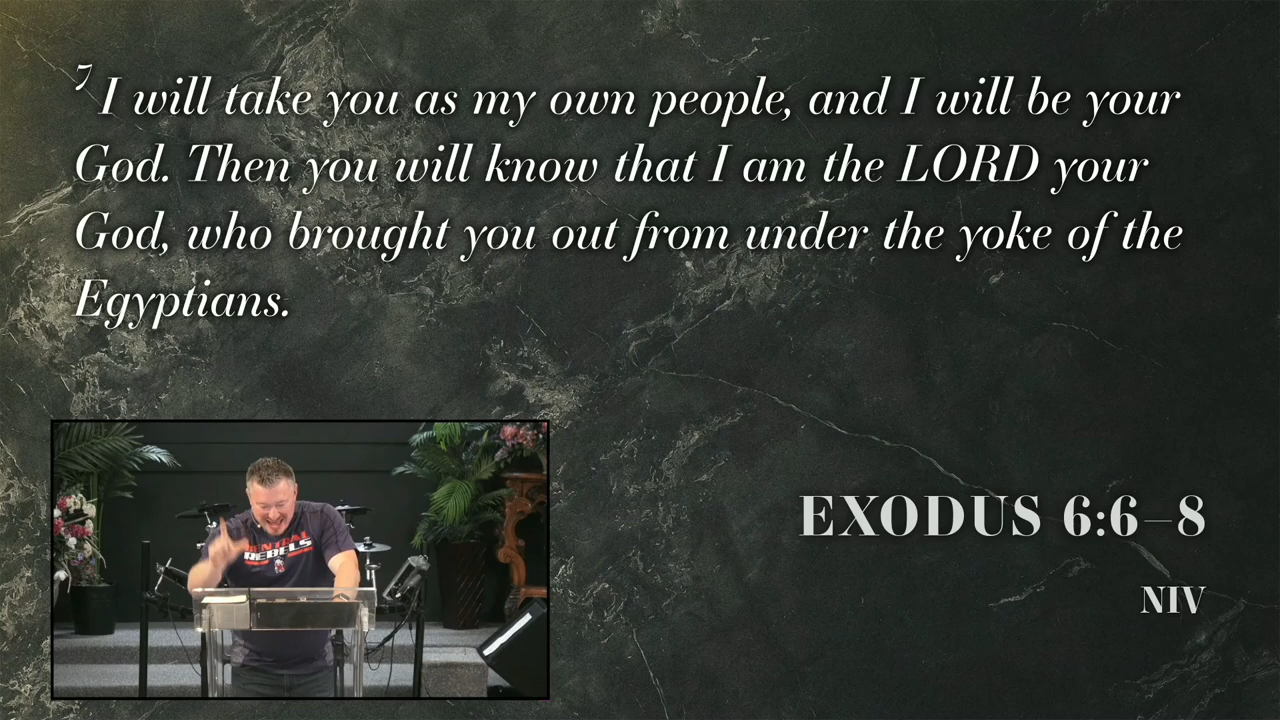 7 I will take you as my own people, and I will be your
God. Then you will know that I am the LORD your
God, who brought you out from under the yoke of the
Egyptians.
EXODUS 6:6–8
NIV
CENTRAL
REBELS